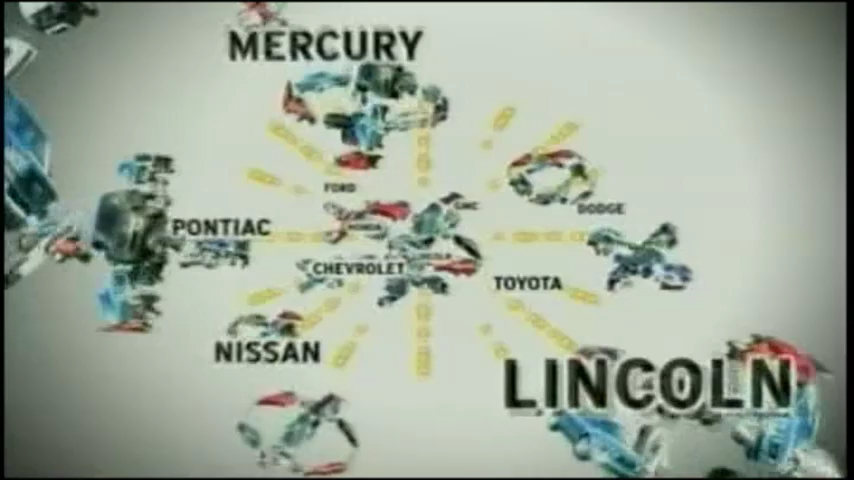 MERCURY
FORD
DODGE
PONTIAC
CHEVROLET
TOYOTA
NISSAN
LINCOLN